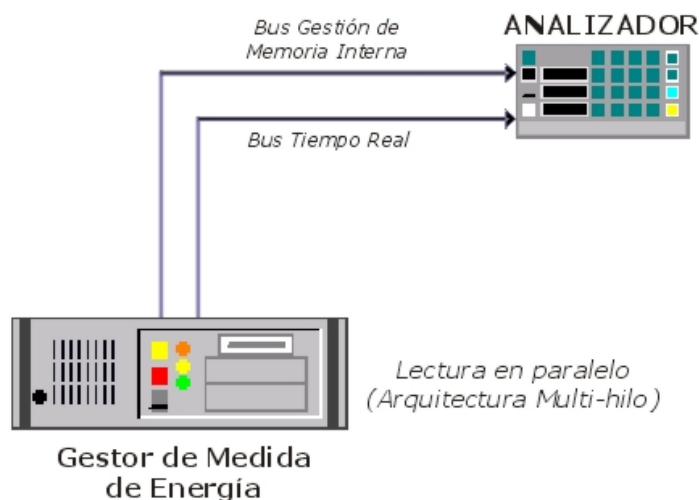 Bus Gestión de
Memoria Interna
ANALIZADOR
Bus Tiempo Real
Lectura en paralelo
(Arquitectura Multi-hilo)
Gestor de Medida
de Energía